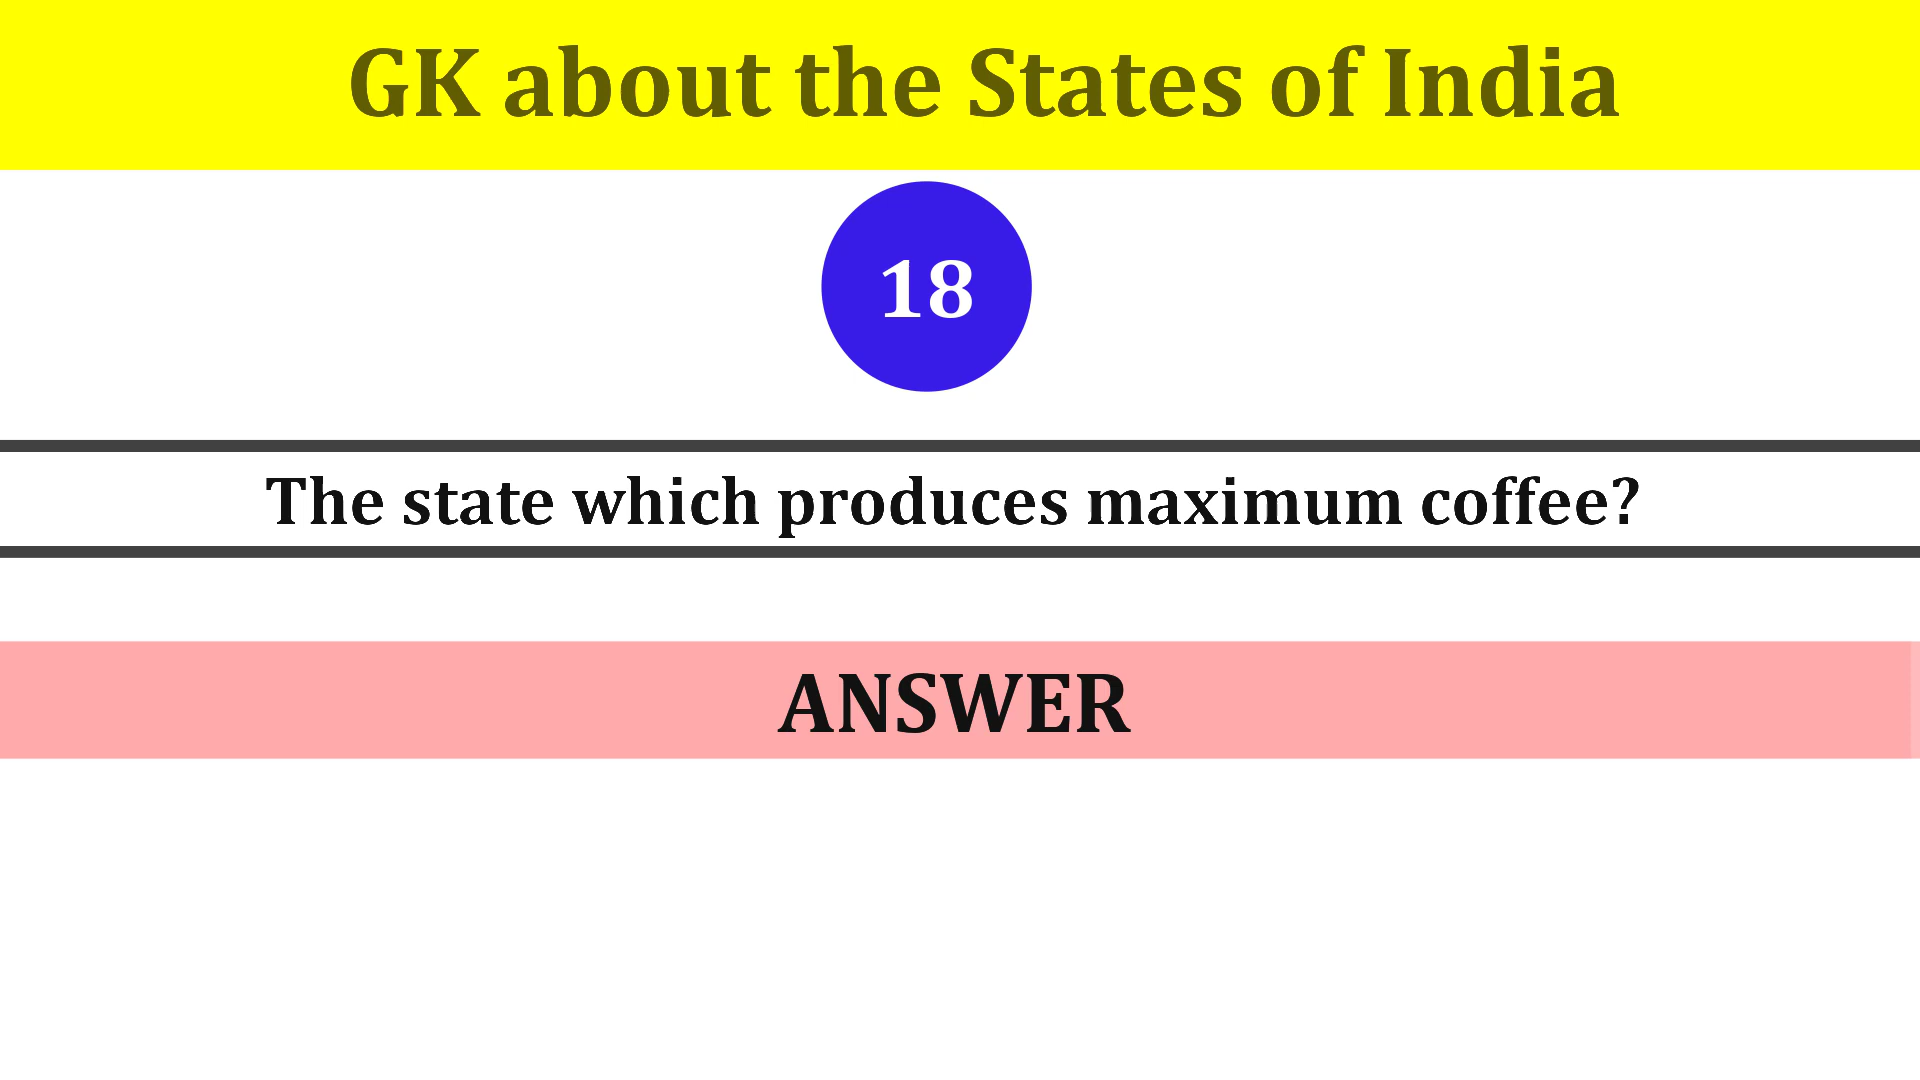 GK about the States of India
18
The state which produces maximum coffee?
ANSWER